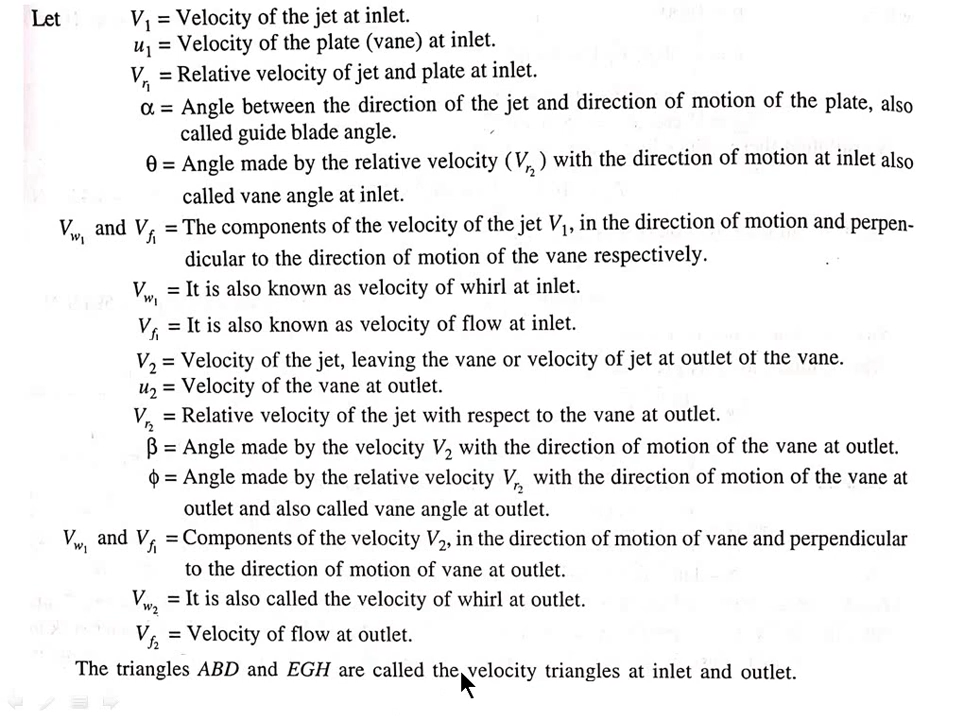 Let V₁ = Velocity of the jet at inlet.
u₁ = Velocity of the plate (vane) at inlet.
V_r₁ = Relative velocity of jet and plate at inlet.
α = Angle between the direction of the jet and direction of motion of the plate, also
called guide blade angle.
θ = Angle made by the relative velocity (V_r₂) with the direction of motion at inlet also
called vane angle at inlet.
V_w₁ and V_f₁ = The components of the velocity of the jet V₁, in the direction of motion and perpen-
dicular to the direction of motion of the vane respectively.
V_w₁ = It is also known as velocity of whirl at inlet.
V_f₁ = It is also known as velocity of flow at inlet.
V₂ = Velocity of the jet, leaving the vane or velocity of jet at outlet of the vane.
u₂ = Velocity of the vane at outlet.
V_r₂ = Relative velocity of the jet with respect to the vane at outlet.
β = Angle made by the velocity V₂ with the direction of motion of the vane at outlet.
ϕ = Angle made by the relative velocity V_r₂ with the direction of motion of the vane at
outlet and also called vane angle at outlet.
V_w₁ and V_f₁ = Components of the velocity V₂, in the direction of motion of vane and perpendicular
to the direction of motion of vane at outlet.
V_w₂ = It is also called the velocity of whirl at outlet.
V_f₂ = Velocity of flow at outlet.
The triangles ABD and EGH are called the velocity triangles at inlet and outlet.